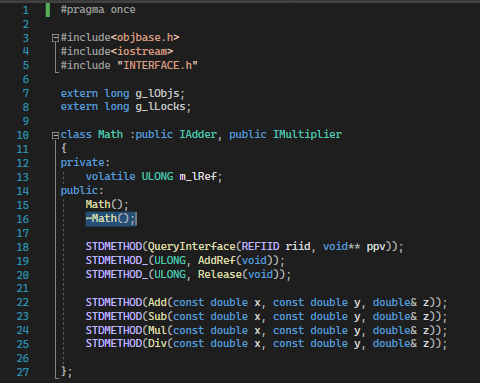 1 #pragma once
2
3 #include<objbase.h>
4 #include<iostream>
5 #include "INTERFACE.h"
6
7 extern long g_lObjs;
8 extern long g_lLocks;
9
10 class Math :public IAdder, public IMultiplier
11 {
12 private:
13 volatile ULONG m_lRef;
14 public:
15 Math();
16 ~Math();
17
18 STDMETHOD(QueryInterface(REFIID riid, void** ppv));
19 STDMETHOD_(ULONG, AddRef(void));
20 STDMETHOD_(ULONG, Release(void));
21
22 STDMETHOD(Add(const double x, const double y, double& z));
23 STDMETHOD(Sub(const double x, const double y, double& z));
24 STDMETHOD(Mul(const double x, const double y, double& z));
25 STDMETHOD(Div(const double x, const double y, double& z));
26
27 };